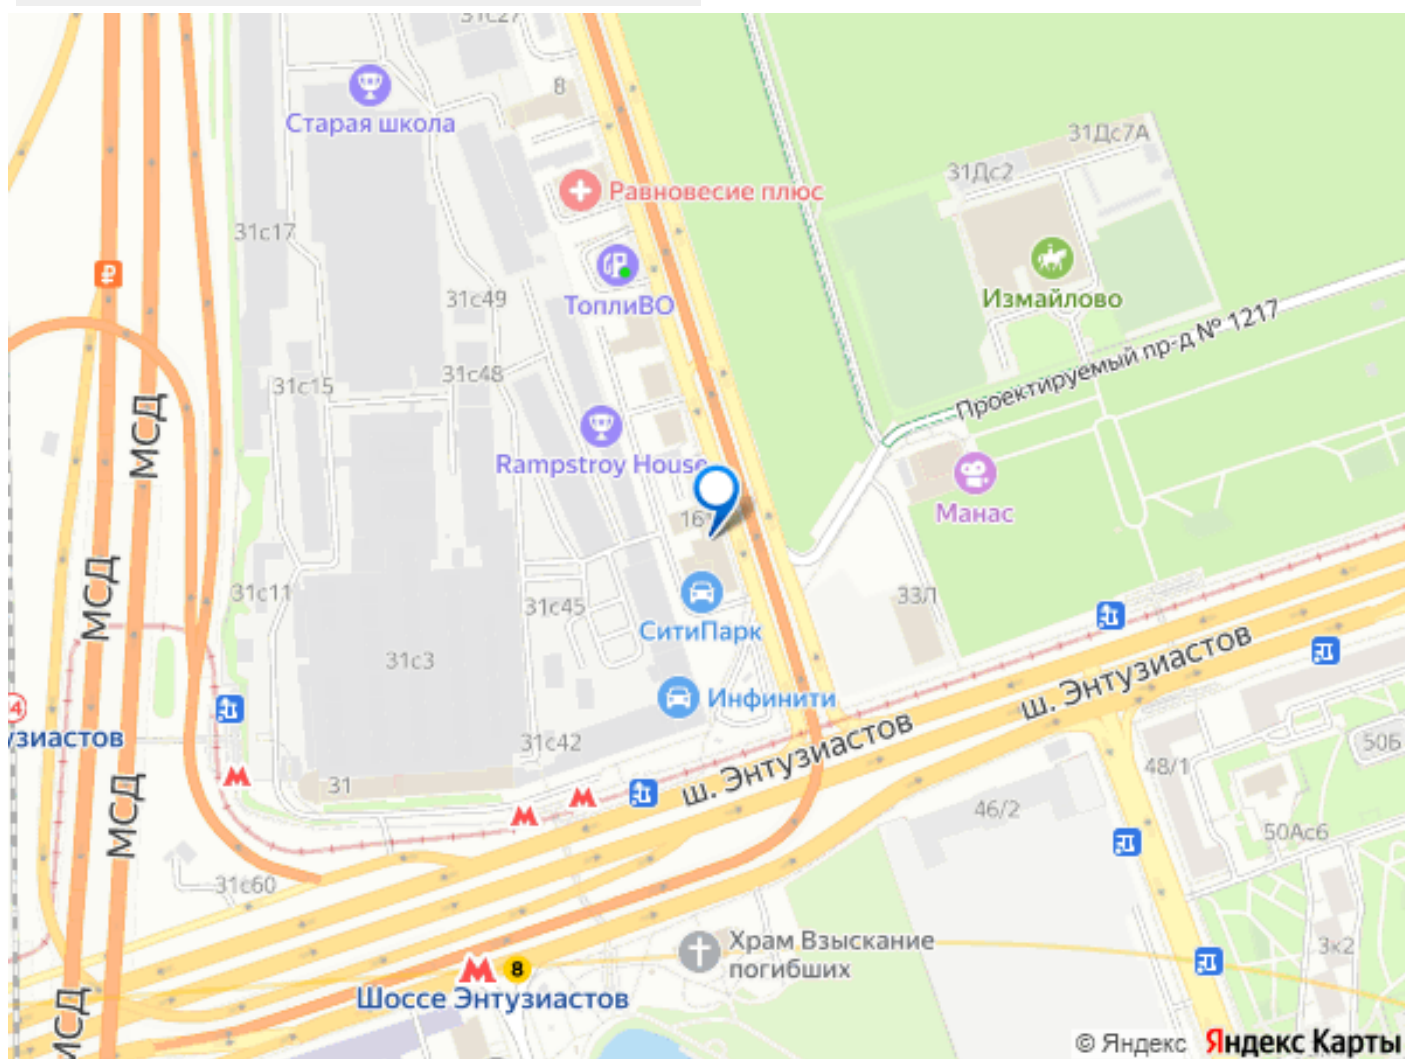 31с27
8
Старая школа
31Дс7А
31Дс2
Равновесие плюс
31с17
ТоплиВО
31с49
Измайлово
Проектируемый пр-д № 1217
31с48
31с15
МСД
Rampstroy House
Манас
МСД
31с11
31с45
33Л
СитиПарк
31с3
ш. Энтузиастов
Инфинити
4
узиастов
31с42
ш. Энтузиастов
50Б
48/1
31
МСД
46/2
50Ас6
31с60
Храм Взыскание
погибших
3к2
8
Шоссе Энтузиастов
МСД
© Яндекс Яндекс Карты